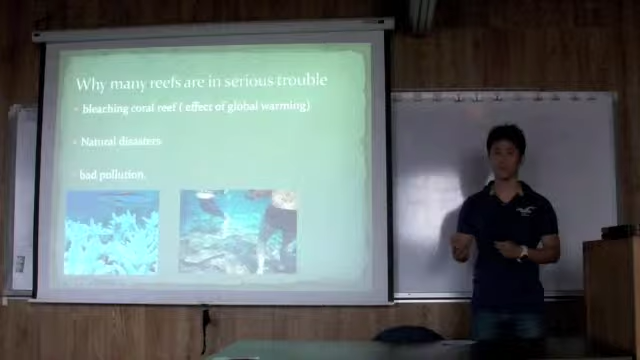 Why many reefs are in serious trouble
bleaching coral reef ( effect of global warming)
Natural disasters
bad pollution.